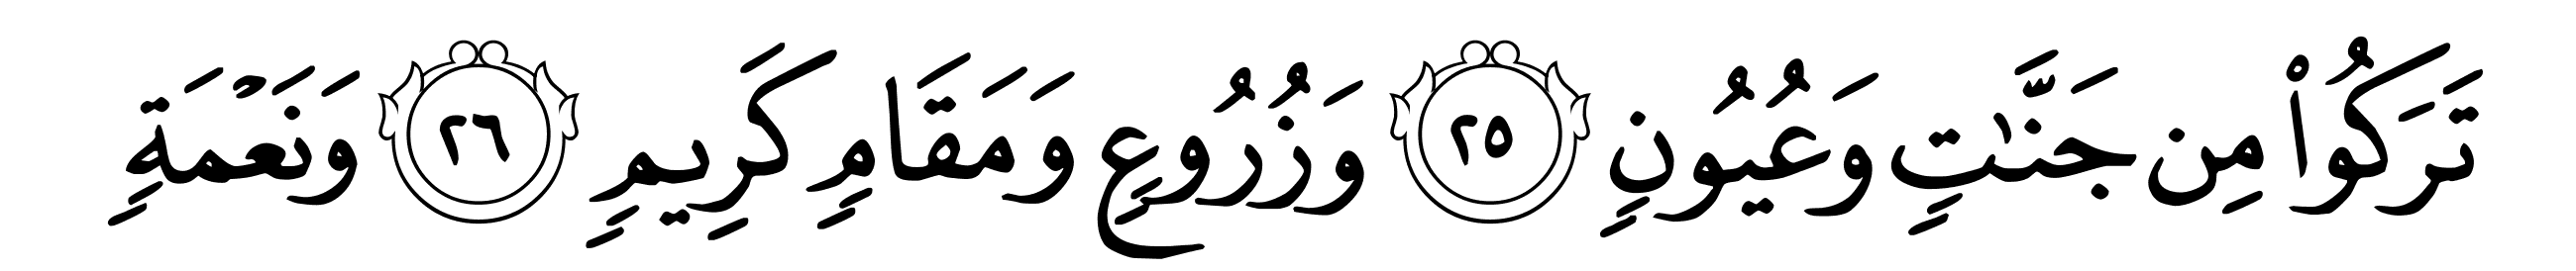 تَرَكُواْ مِن جَنَّٰتٖ وَعُيُونٖ ٢٥ وَزُرُوعٖ وَمَقَامٖ كَرِيمٖ ٢٦ وَنَعۡمَةٖ